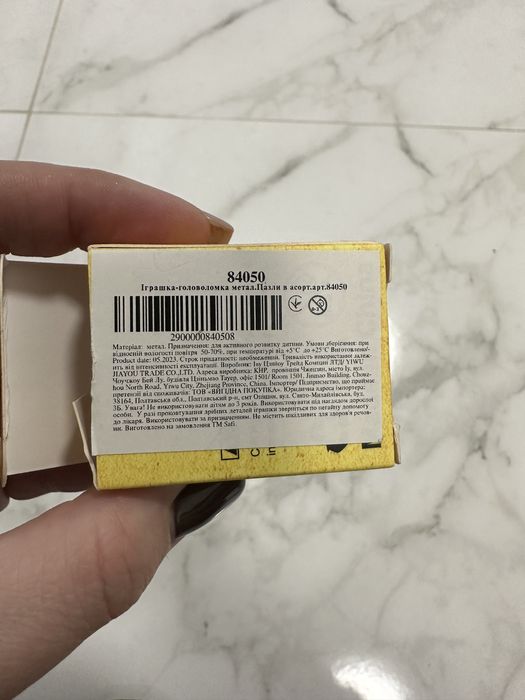 84050
Іграшка-головоломка метал.Пазли в асорт.арт.84050
2900000840508
Матеріал: метал. Призначення: для активного розвитку дитини. Умови зберігання: при
відносній вологості повітря 50-70%, при температурі від +5°С до +25°С Виготовлено/
Product date: 05.2023. Строк придатності: необмежений. Тривалість використання залеж-
ить від інтенсивності експлуатації. Виробник: Іву Цзяйоу Трейд Компані ЛТД/ YIWU
JIAYOU TRADE CO.,LTD. Адреса виробника: КНР, провінція Чжецзян, місто Іу, вул
Чоучжоу Бей Лу, будівля Цзіньмао Тауер, офіс 1501/ Room 1501, Jinmao Building, Chouz-
hou North Road, Yiwu City, Zhejiang Province, China. Імпортер/ Підприємство, що приймає
претензії від споживачів: ТОВ «ВИГІДНА ПОКУПКА». Юридична адреса імпортера:
38164, Полтавська обл., Полтавський р-н, смт Опішня, вул. Свято-Михайлівська, буд.
3Б. Увага! Не використовувати дітям до 3 років. Використовувати під наглядом дорослої
особи. У разі проковтування дрібних деталей іграшки зверніться по негайну допомогу
до лікаря. Використовувати за призначенням. Не містить шкідливих для здоров'я речов-
ин. Виготовлено на замовлення ТМ Safi.